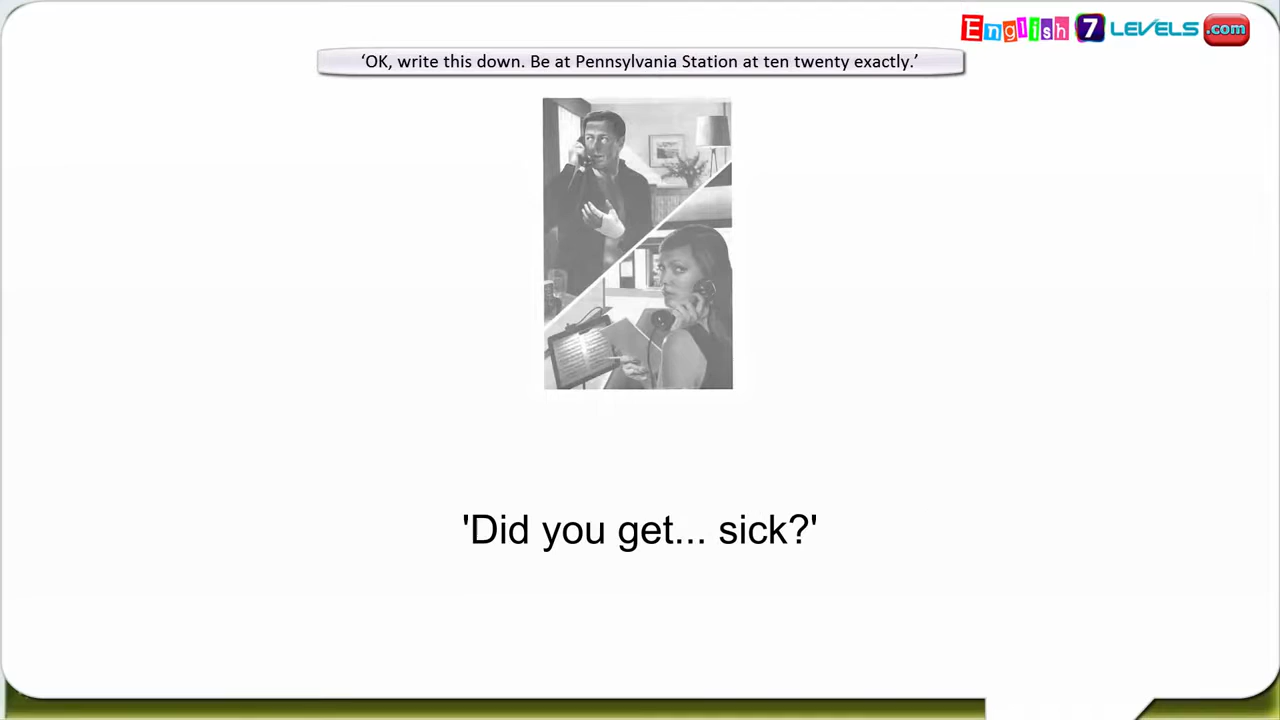 English 7 LEVELS .com
‘OK, write this down. Be at Pennsylvania Station at ten twenty exactly.’
'Did you get... sick?'